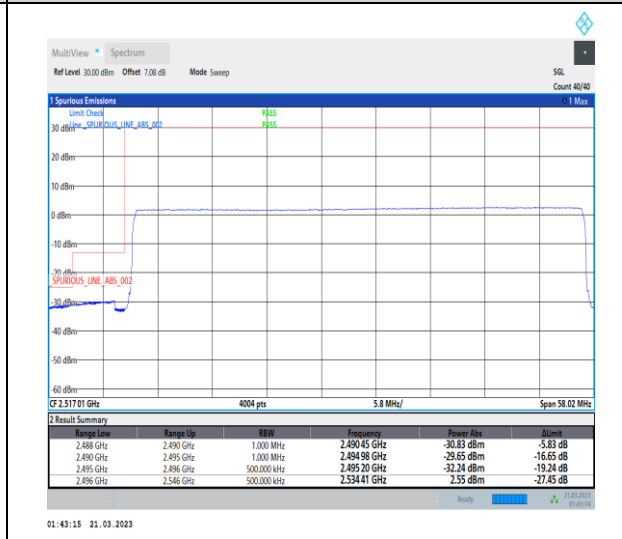 MultiView Spectrum
Ref Level 30.00 dBm Offset 7.08 dB Mode Sweep SGL
Count 40/40
1 Spurious Emissions 1 Max
Limit Check PASS
30 dBm Line _SPURIOUS_LINE_ABS_002 PASS
20 dBm
10 dBm
0 dBm
-10 dBm
-20 dBm
_SPURIOUS_LINE_ABS_002
-30 dBm
-40 dBm
-50 dBm
-60 dBm
CF 2.517 01 GHz 4004 pts 5.8 MHz/ Span 58.02 MHz
2 Result Summary
Range Low Range Up RBW Frequency Power Abs ΔLimit
2.488 GHz 2.490 GHz 1.000 MHz 2.490 45 GHz -30.83 dBm -5.83 dB
2.490 GHz 2.495 GHz 1.000 MHz 2.494 98 GHz -29.65 dBm -16.65 dB
2.495 GHz 2.496 GHz 500.000 kHz 2.495 20 GHz -32.24 dBm -19.24 dB
2.496 GHz 2.546 GHz 500.000 kHz 2.534 41 GHz 2.55 dBm -27.45 dB
Ready 21.03.2023
01:43:14
01:43:15 21.03.2023